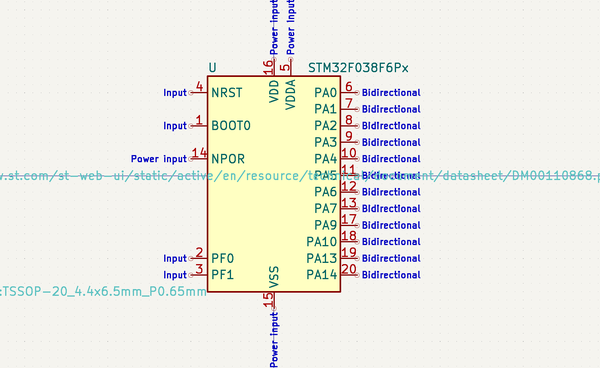 Power input
Power input
U
STM32F038F6Px
16
5
VDD
VDDA
Input 4 NRST
PA0 6 Bidirectional
PA1 7 Bidirectional
Input 1 BOOT0
PA2 8 Bidirectional
PA3 9 Bidirectional
Power input 14 NPOR
PA4 10 Bidirectional
PA5 11 Bidirectional
w.st.com/st-web-ui/static/active/en/resource/technical/document/datasheet/DM00110868.p
PA6 12 Bidirectional
PA7 13 Bidirectional
PA9 17 Bidirectional
PA10 18 Bidirectional
Input 2 PF0
PA13 19 Bidirectional
Input 3 PF1
PA14 20 Bidirectional
VSS
:TSSOP-20_4.4x6.5mm_P0.65mm
15
Power input